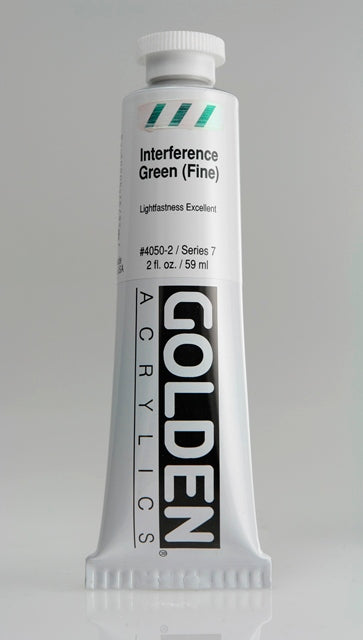 Interference
Green (Fine)
Lightfastness Excellent
#4050-2 / Series 7
2 fl. oz. / 59 ml
GOLDEN®
ACRYLICS